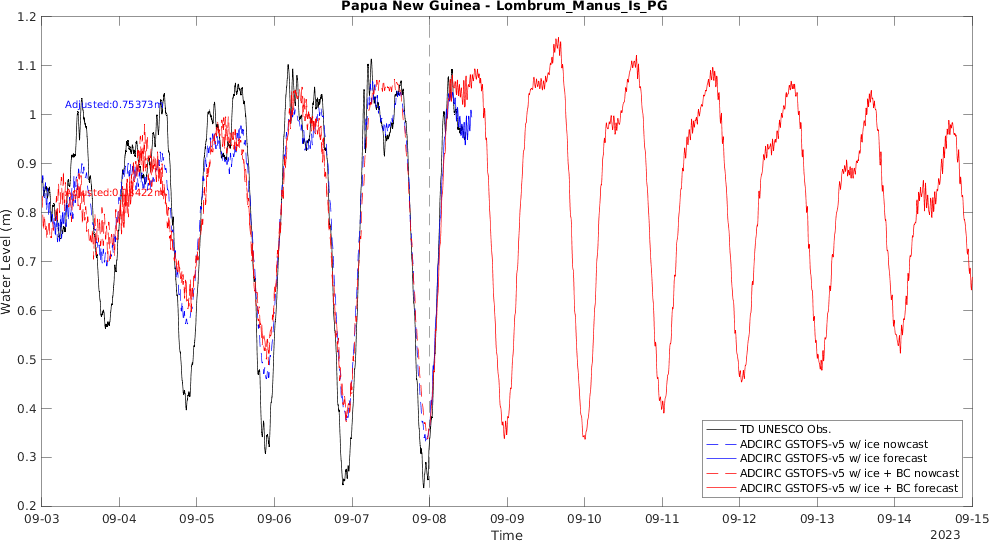 Papua New Guinea - Lombrum_Manus_Is_PG
1.2
1.1
1
0.9
0.8
0.7
0.6
0.5
0.4
0.3
0.2
Water Level (m)
Adjusted:0.75373m
TD UNESCO Obs.
ADCIRC GSTOFS-v5 w/ ice nowcast
ADCIRC GSTOFS-v5 w/ ice forecast
ADCIRC GSTOFS-v5 w/ ice + BC nowcast
ADCIRC GSTOFS-v5 w/ ice + BC forecast
09-03 09-04 09-05 09-06 09-07 09-08 09-09 09-10 09-11 09-12 09-13 09-14 09-15
Time
2023